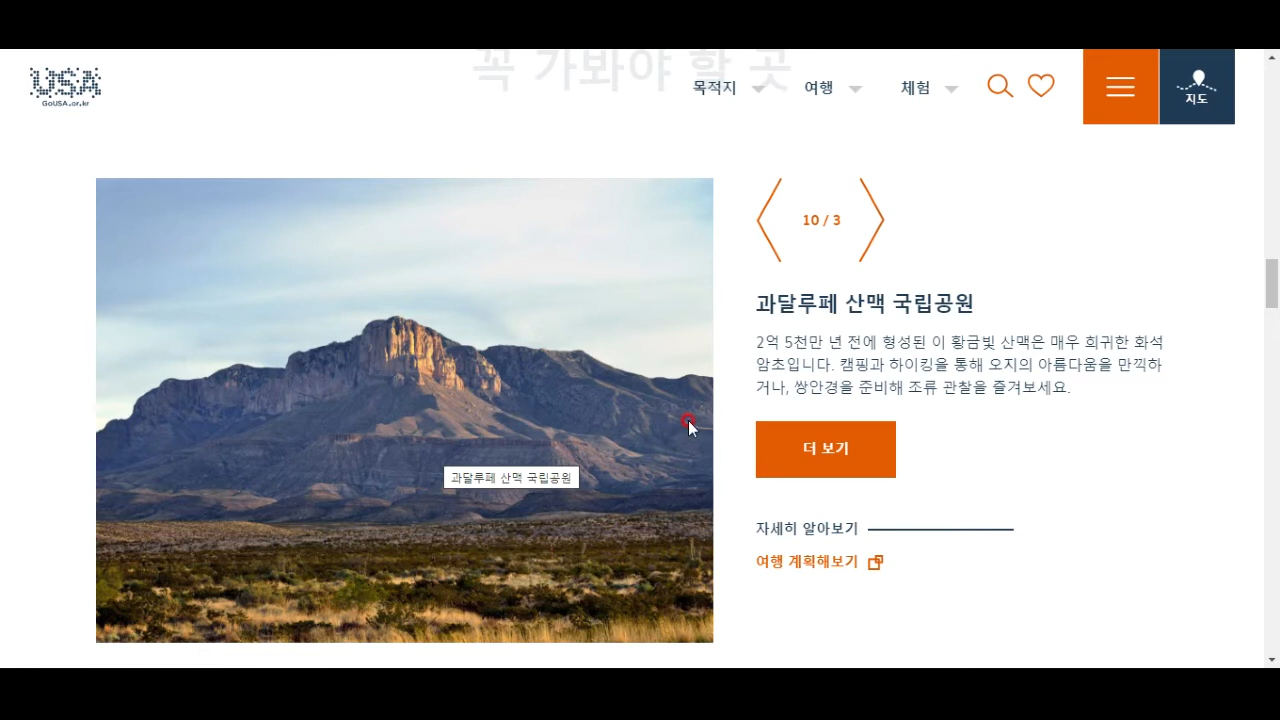 꼭 가봐야 할 곳
USA
GoUSA.or.kr
목적지
여행
체험
지도
10 / 3
과달루페 산맥 국립공원
2억 5천만 년 전에 형성된 이 황금빛 산맥은 매우 희귀한 화석
암초입니다. 캠핑과 하이킹을 통해 오지의 아름다움을 만끽하
거나, 쌍안경을 준비해 조류 관찰을 즐겨보세요.
더 보기
과달루페 산맥 국립공원
자세히 알아보기
여행 계획해보기